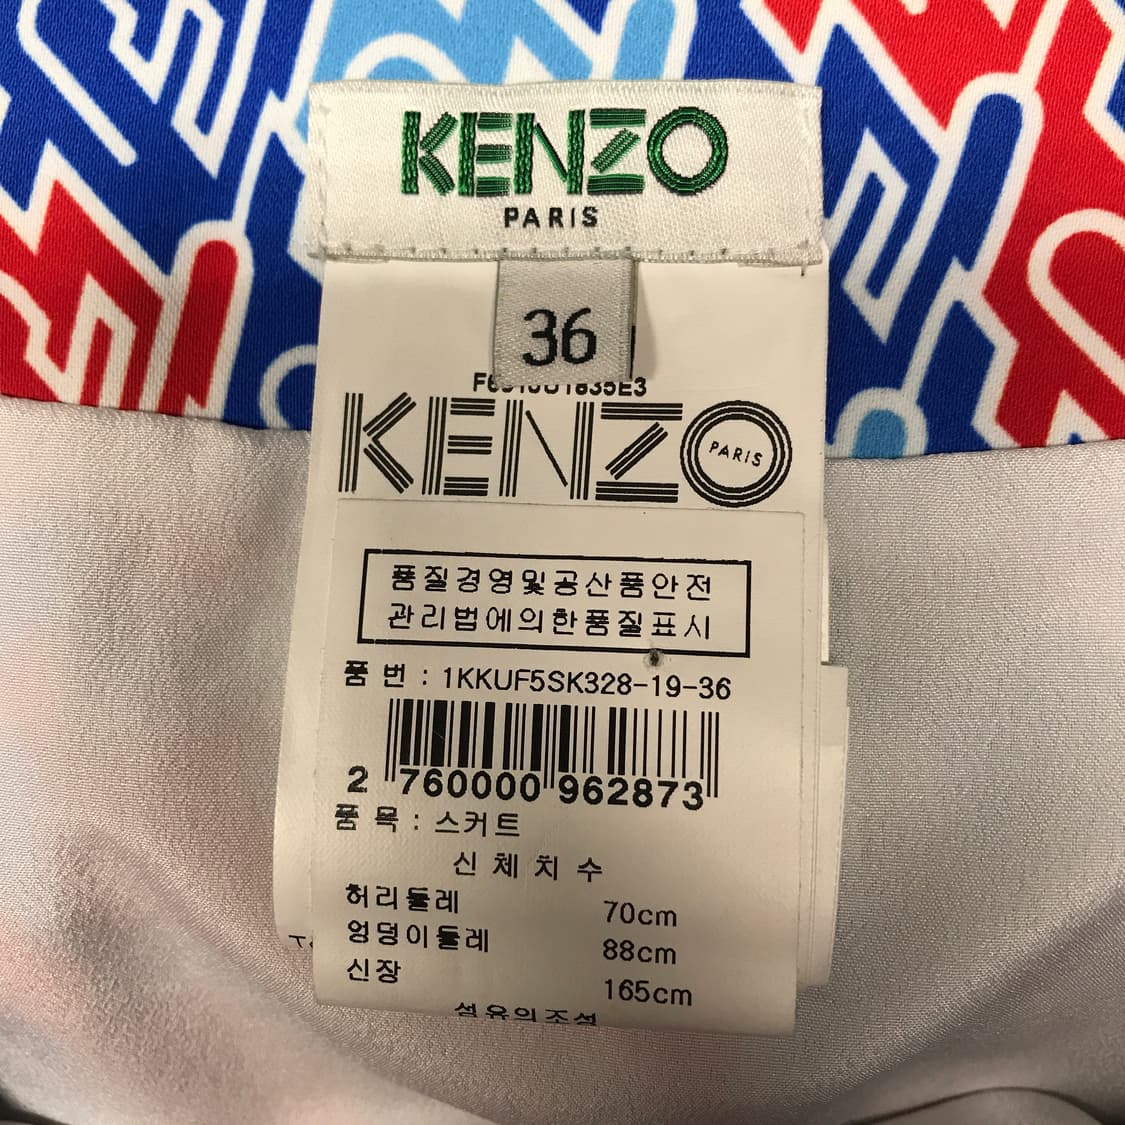 KENZO
PARIS
36
KENZO
PARIS
품질경영및공산품안전
관리법에의한품질표시
품 번 : 1KKUF5SK328-19-36
2 760000 962873
품 목 : 스커트
신 체 치 수
허리둘레 70cm
엉덩이둘레 88cm
신장 165cm